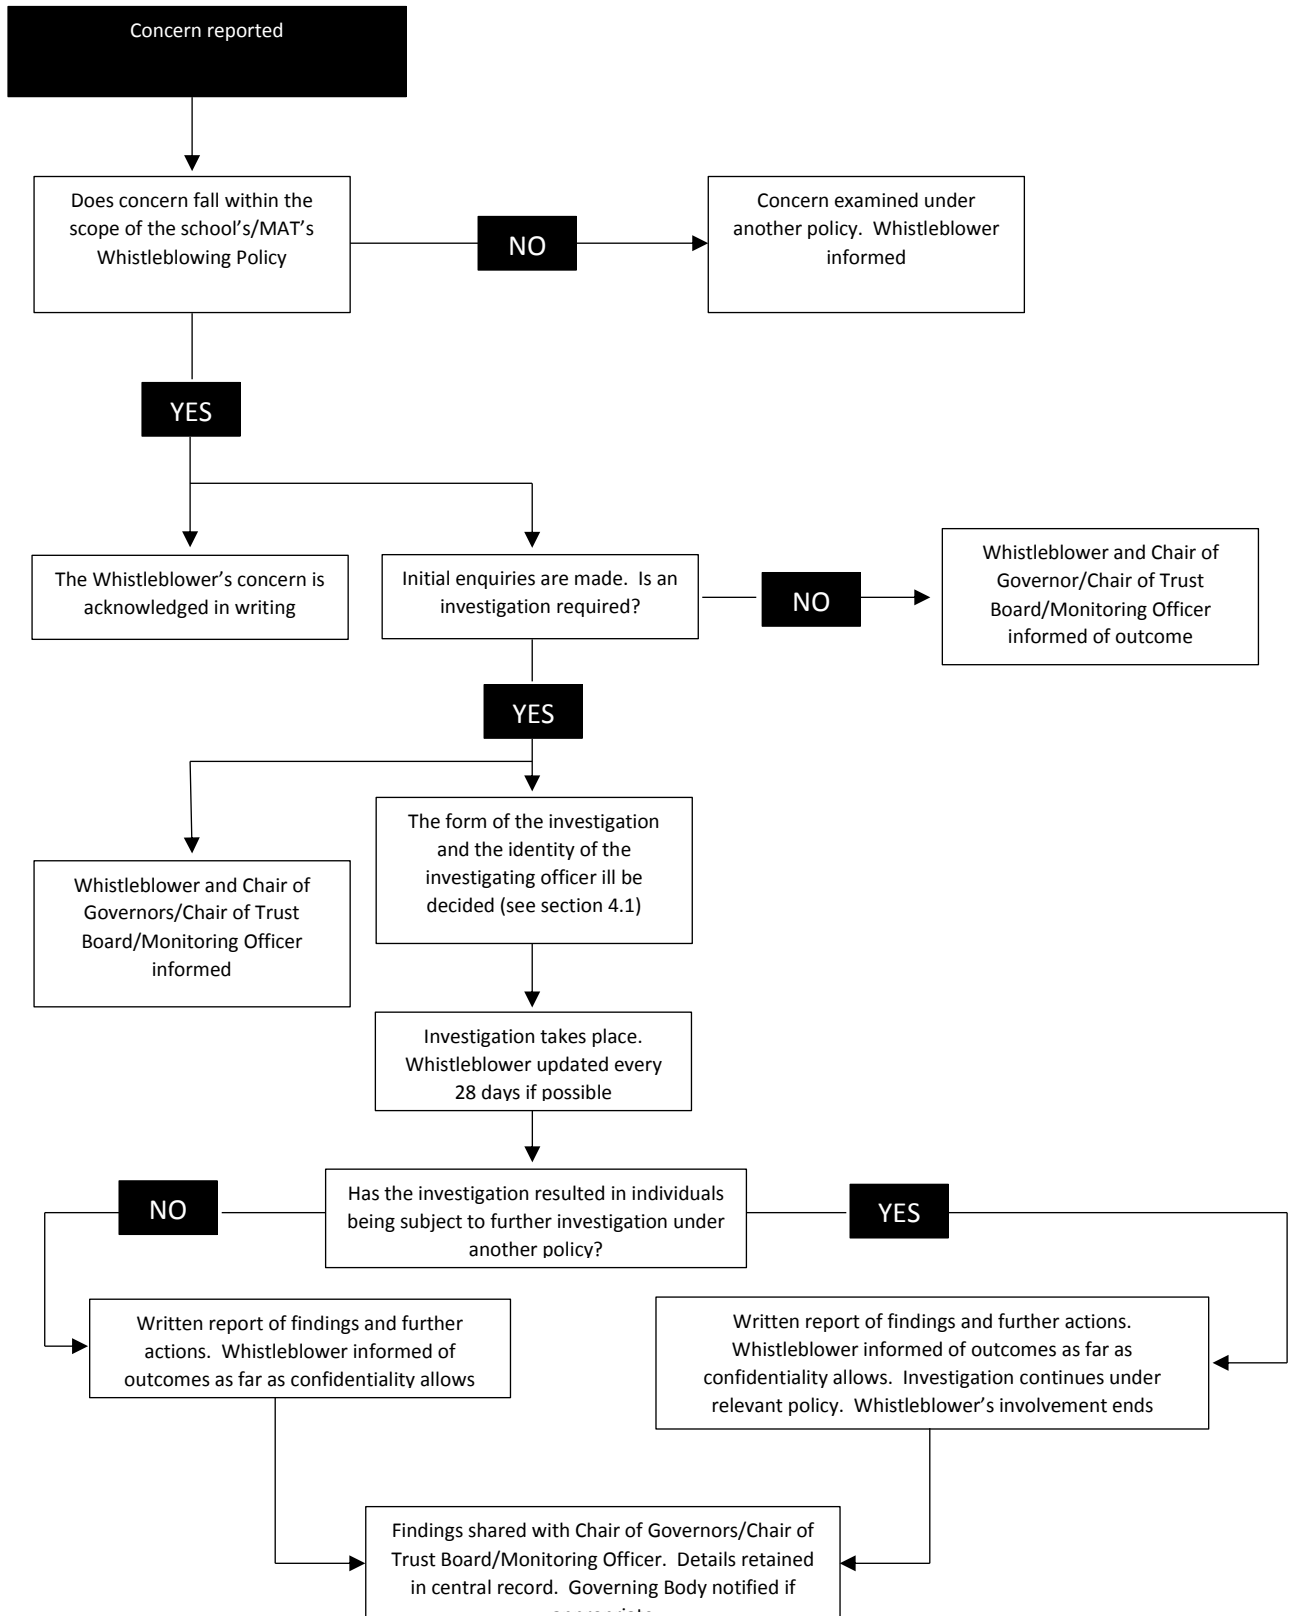 Concern reported
Does concern fall within the
scope of the school’s/MAT’s
Whistleblowing Policy
NO
Concern examined under
another policy.  Whistleblower
informed
YES
The Whistleblower’s concern is
acknowledged in writing
Initial enquiries are made.  Is an
investigation required?
NO
Whistleblower and Chair of
Governor/Chair of Trust
Board/Monitoring Officer
informed of outcome
YES
Whistleblower and Chair of
Governors/Chair of Trust
Board/Monitoring Officer
informed
The form of the investigation
and the identity of the
investigating officer ill be
decided (see section 4.1)
Investigation takes place.
Whistleblower updated every
28 days if possible
Has the investigation resulted in individuals
being subject to further investigation under
another policy?
NO
YES
Written report of findings and further
actions.  Whistleblower informed of
outcomes as far as confidentiality allows
Written report of findings and further actions.
Whistleblower informed of outcomes as far as
confidentiality allows.  Investigation continues under
relevant policy.  Whistleblower’s involvement ends
Findings shared with Chair of Governors/Chair of
Trust Board/Monitoring Officer.  Details retained
in central record.  Governing Body notified if